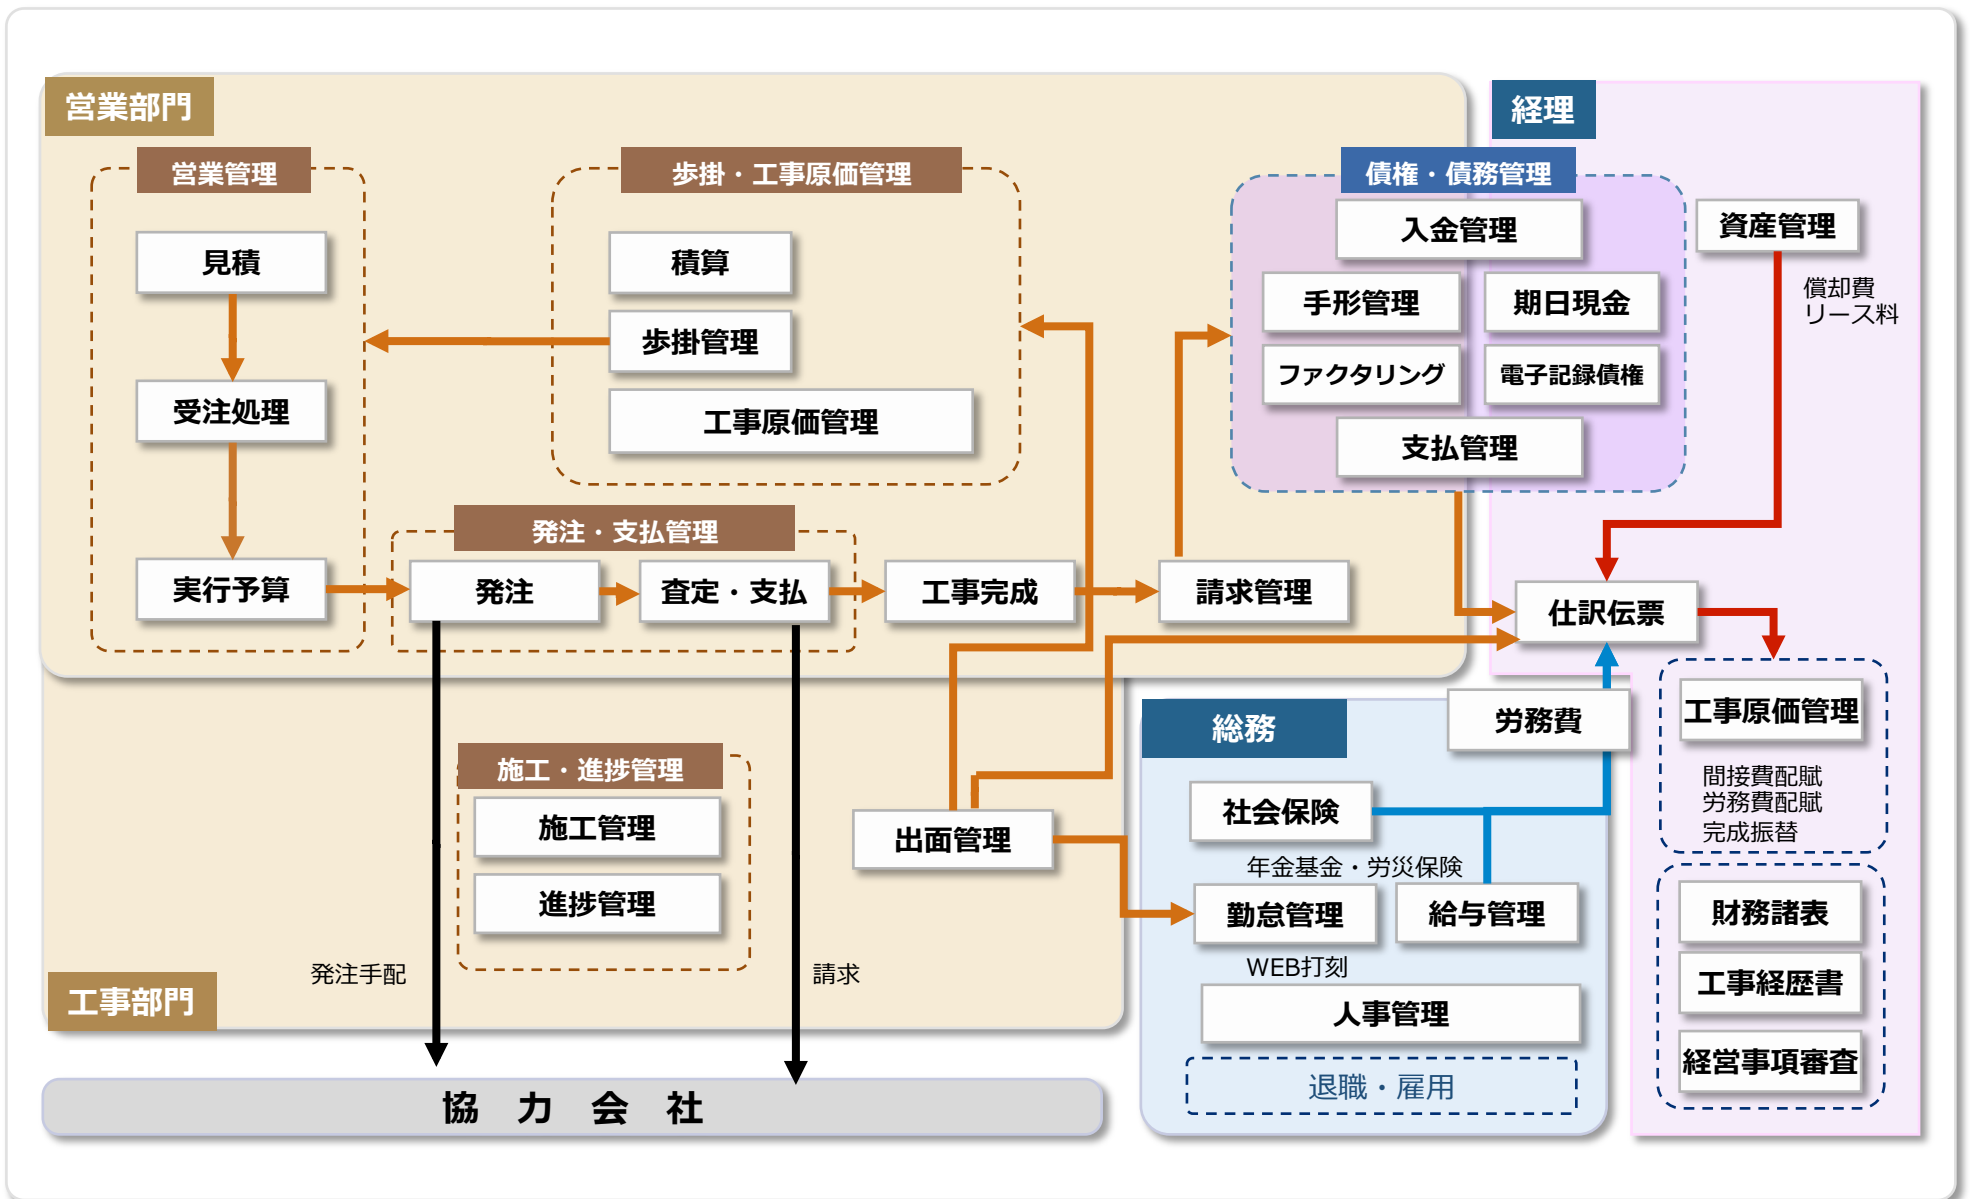 営業部門
営業管理
見積
受注処理
実行予算
歩掛・工事原価管理
積算
歩掛管理
工事原価管理
発注・支払管理
発注
査定・支払
工事完成
請求管理
経理
債権・債務管理
入金管理
手形管理
期日現金
ファクタリング
電子記録債権
支払管理
資産管理
償却費
リース料
仕訳伝票
工事原価管理
間接費配賦
労務費配賦
完成振替
財務諸表
工事経歴書
経営事項審査
工事部門
施工・進捗管理
施工管理
進捗管理
発注手配
請求
出面管理
総務
労務費
社会保険
年金基金・労災保険
勤怠管理
給与管理
WEB打刻
人事管理
退職・雇用
協 力 会 社